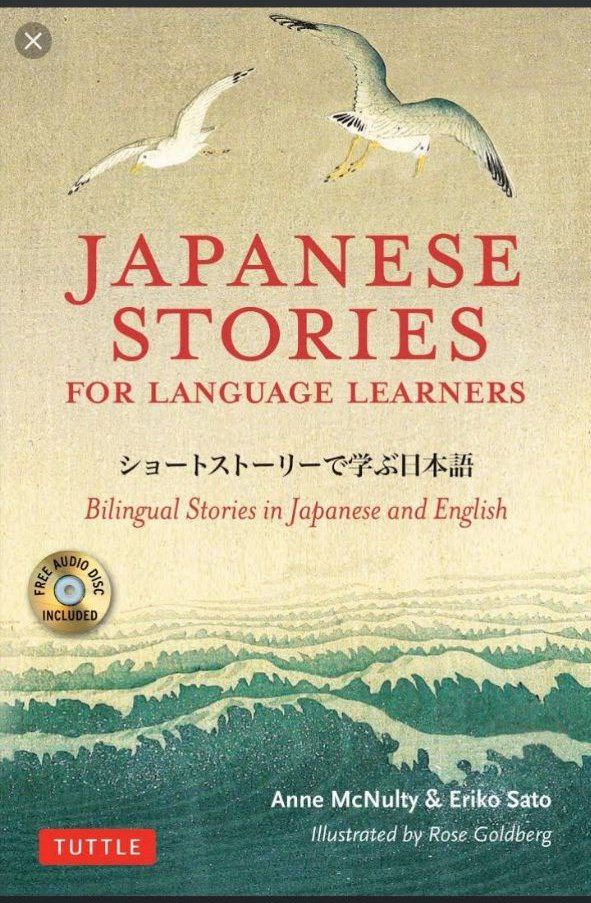 JAPANESE
STORIES
FOR LANGUAGE LEARNERS
ショートストーリーで学ぶ日本語
Bilingual Stories in Japanese and English
FREE AUDIO DISC
INCLUDED
Anne McNulty & Eriko Sato
Illustrated by Rose Goldberg
TUTTLE